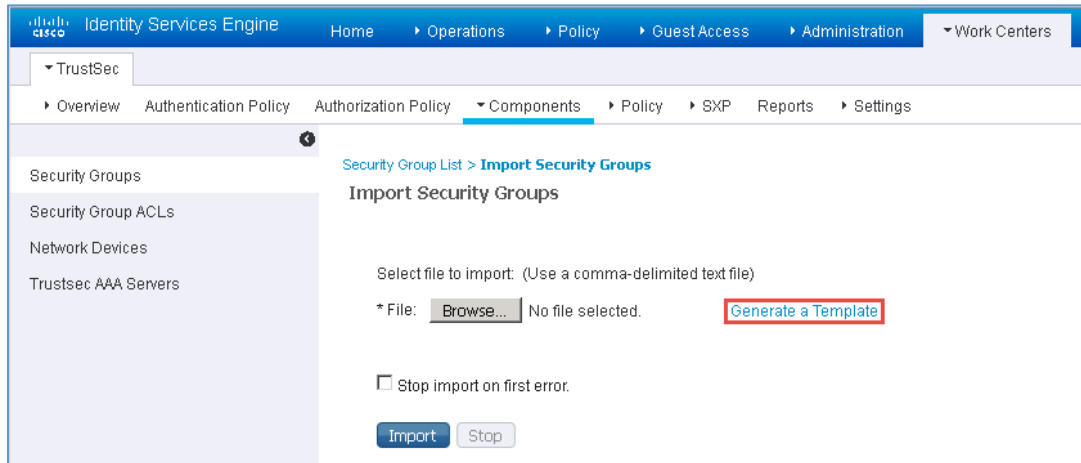 cisco Identity Services Engine Home Operations Policy Guest Access Administration Work Centers
TrustSec
Overview Authentication Policy Authorization Policy Components Policy SXP Reports Settings
Security Groups
Security Group ACLs
Network Devices
Trustsec AAA Servers
Security Group List > Import Security Groups
Import Security Groups
Select file to import: (Use a comma-delimited text file)
* File: Browse... No file selected. Generate a Template
Stop import on first error.
Import Stop